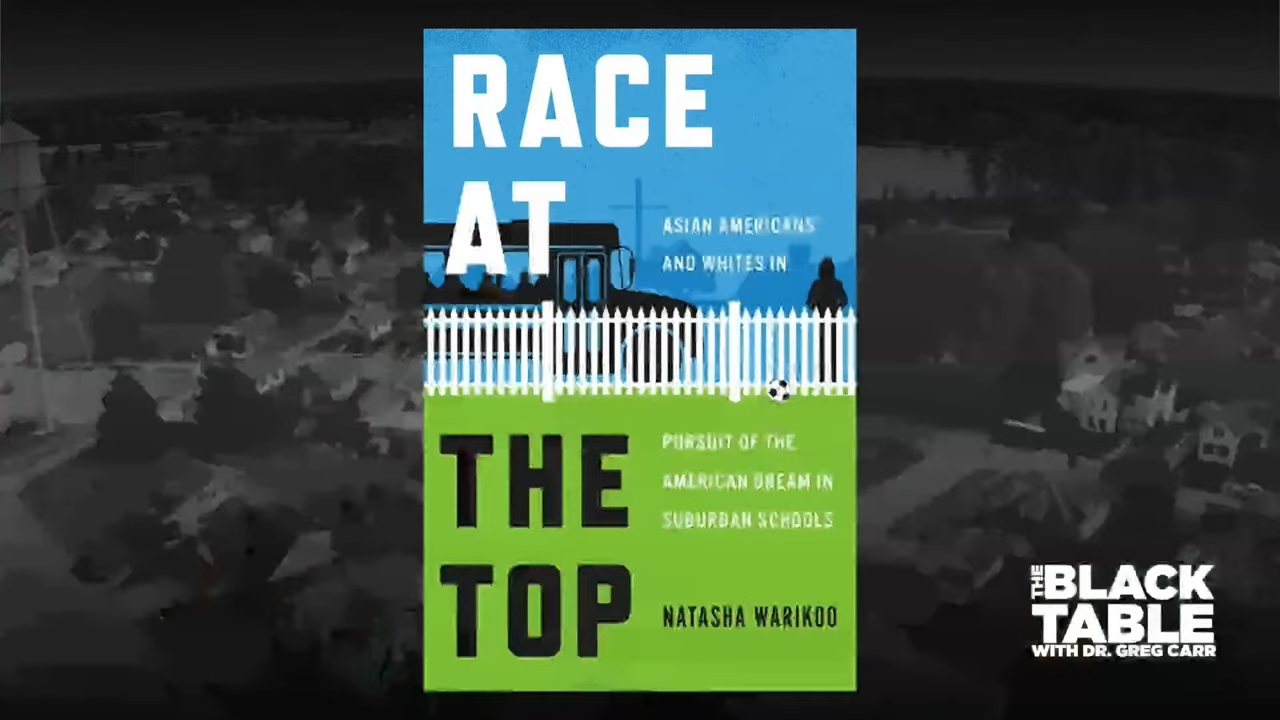 RACE
AT
ASIAN AMERICANS
AND WHITES IN
THE
PURSUIT OF THE
AMERICAN DREAM IN
SUBURBAN SCHOOLS
TOP
NATASHA WARIKOO
THE BLACK
TABLE
WITH DR. GREG CARR